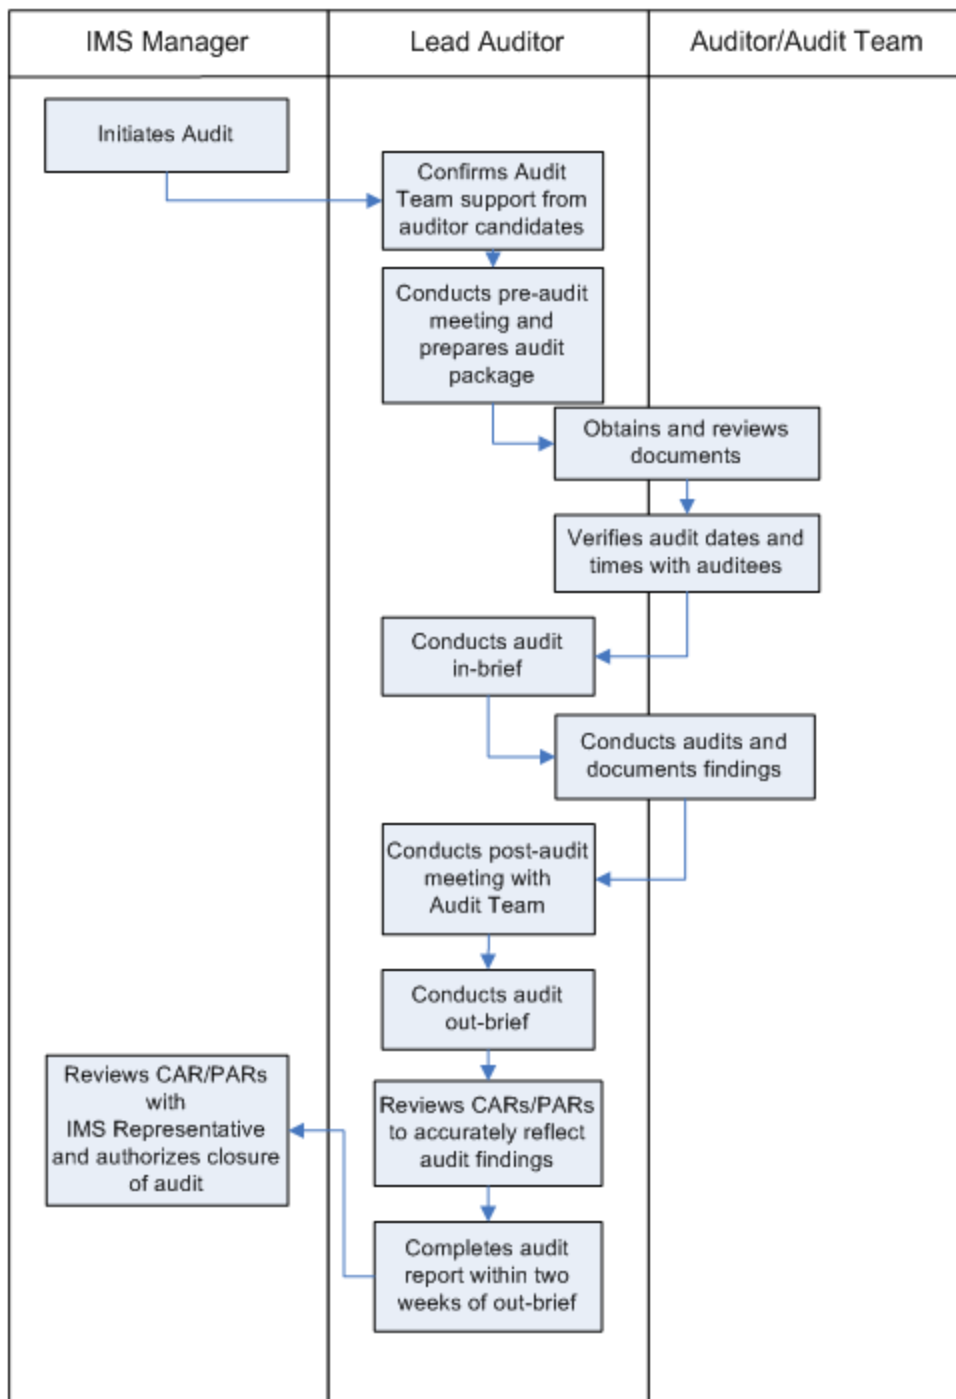 IMS Manager
Lead Auditor
Auditor/Audit Team
Initiates Audit
Confirms Audit
Team support from
auditor candidates
Conducts pre-audit
meeting and
prepares audit
package
Obtains and reviews
documents
Verifies audit dates and
times with auditees
Conducts audit
in-brief
Conducts audits and
documents findings
Conducts post-audit
meeting with
Audit Team
Conducts audit
out-brief
Reviews CARs/PARs
to accurately reflect
audit findings
Completes audit
report within two
weeks of out-brief
Reviews CAR/PARs
with
IMS Representative
and authorizes closure
of audit